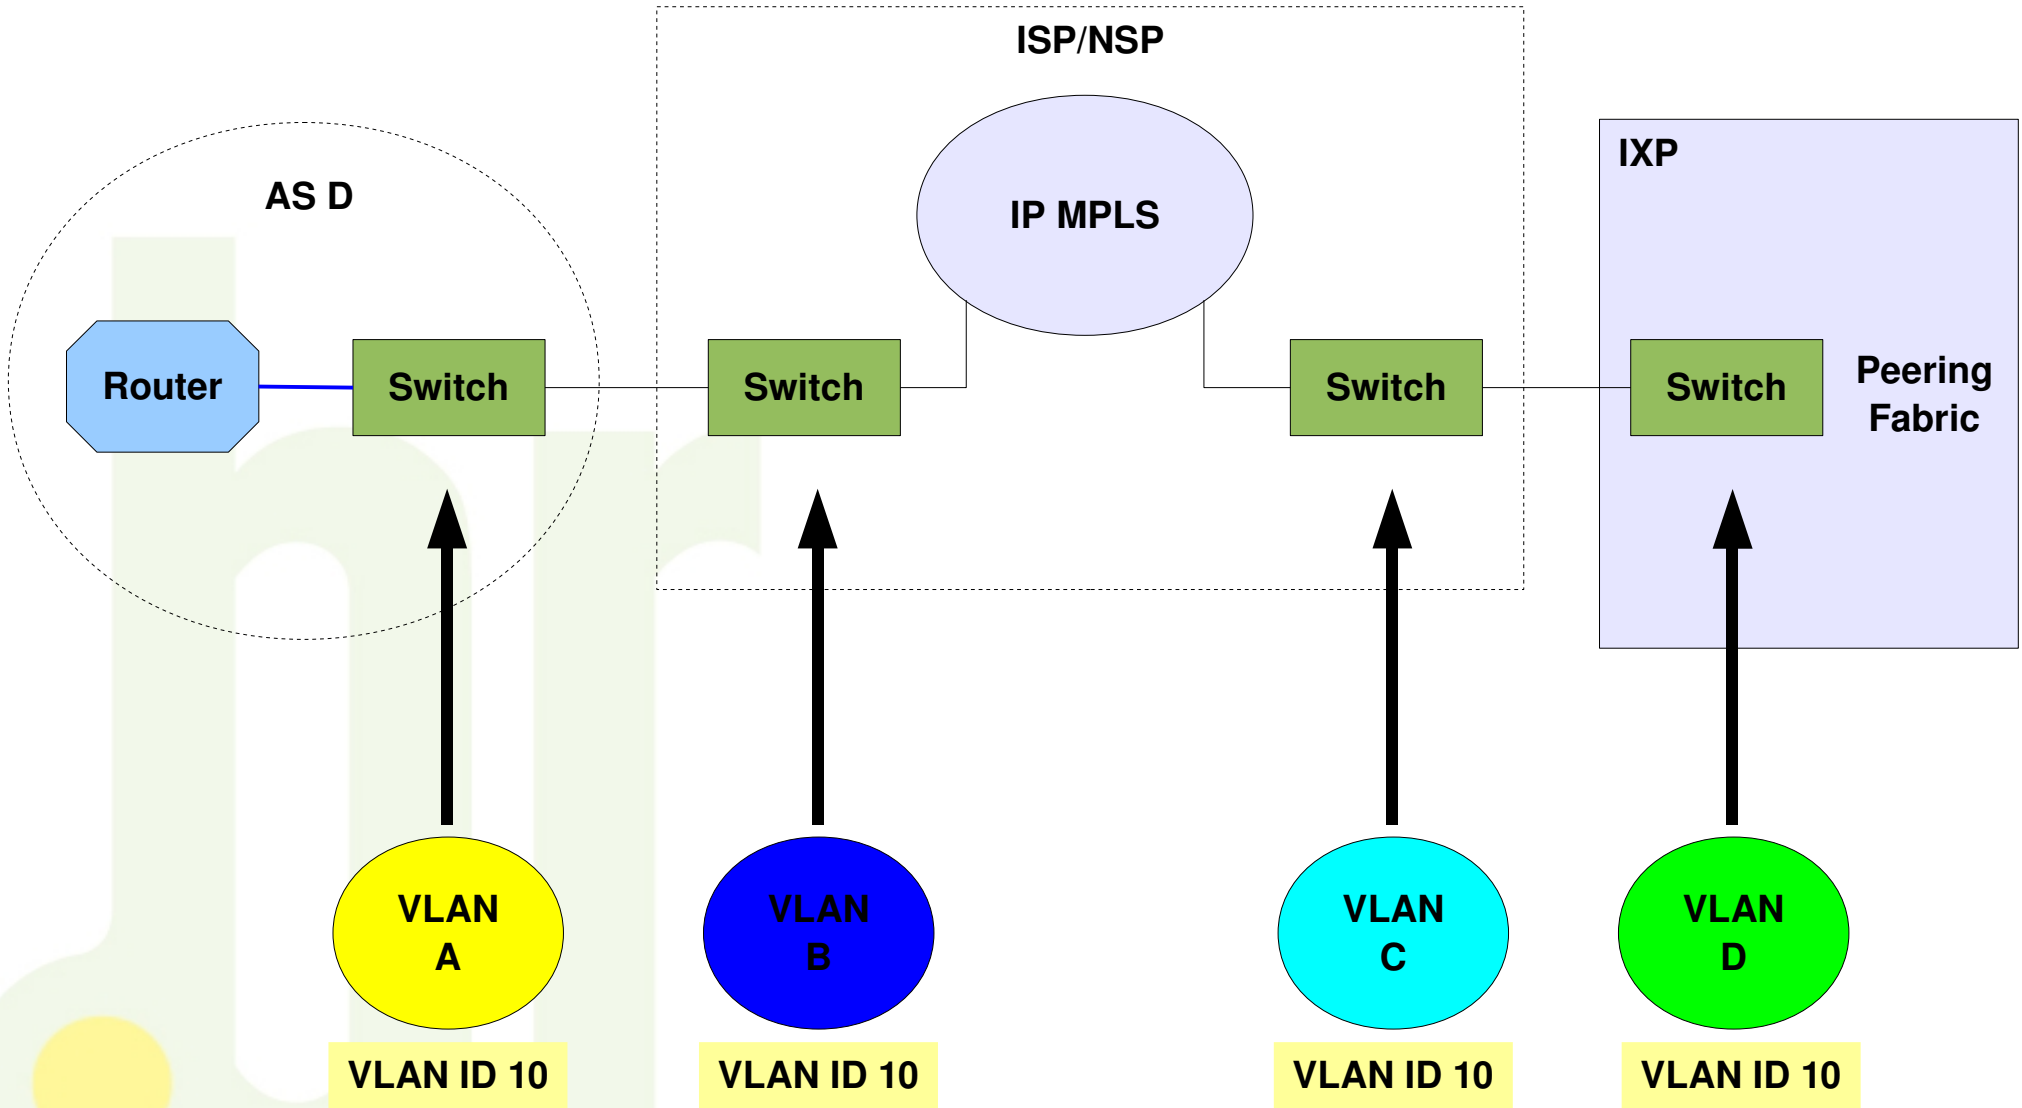 ISP/NSP
AS D
IP MPLS
IXP
Router
Switch
Switch
Switch
Switch
Peering
Fabric
VLAN
A
VLAN
B
VLAN
C
VLAN
D
VLAN ID 10
VLAN ID 10
VLAN ID 10
VLAN ID 10